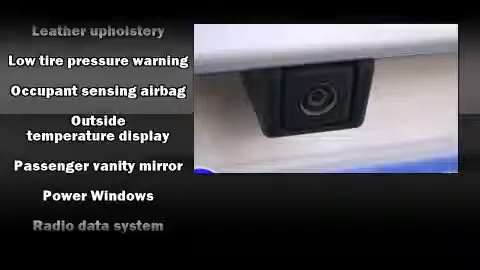 Leather upholstery
Low tire pressure warning
Occupant sensing airbag
Outside
temperature display
Passenger vanity mirror
Power Windows
Radio data system